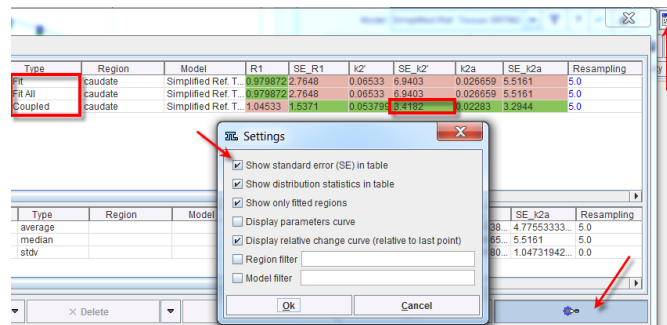 Type Region Model R1 SE_R1 k2' SE_k2' k2a SE_k2a Resampling
Fit caudate Simplified Ref. T... 0.979872 2.7648 0.06533 6.9403 0.026659 5.5161 5.0
Fit All caudate Simplified Ref. T... 0.979872 2.7648 0.06533 6.9403 0.026659 5.5161 5.0
Coupled caudate Simplified Ref. T... 1.04533 1.5371 0.053799 3.4182 0.02283 3.2944 5.0
Settings
Show standard error (SE) in table
Show distribution statistics in table
Show only fitted regions
Display parameters curve
Display relative change curve (relative to last point)
Region filter
Model filter
Ok Cancel
Type Region Model SE_k2a Resampling
average 38... 4.77553333... 5.0
median 65... 5.5161 5.0
stdv 80... 1.04731942... 0.0
Delete